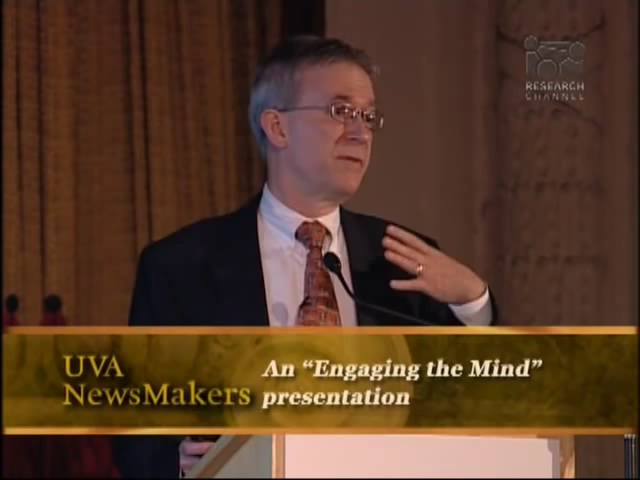 RESEARCH
CHANNEL
UVA
NewsMakers
An “Engaging the Mind”
presentation